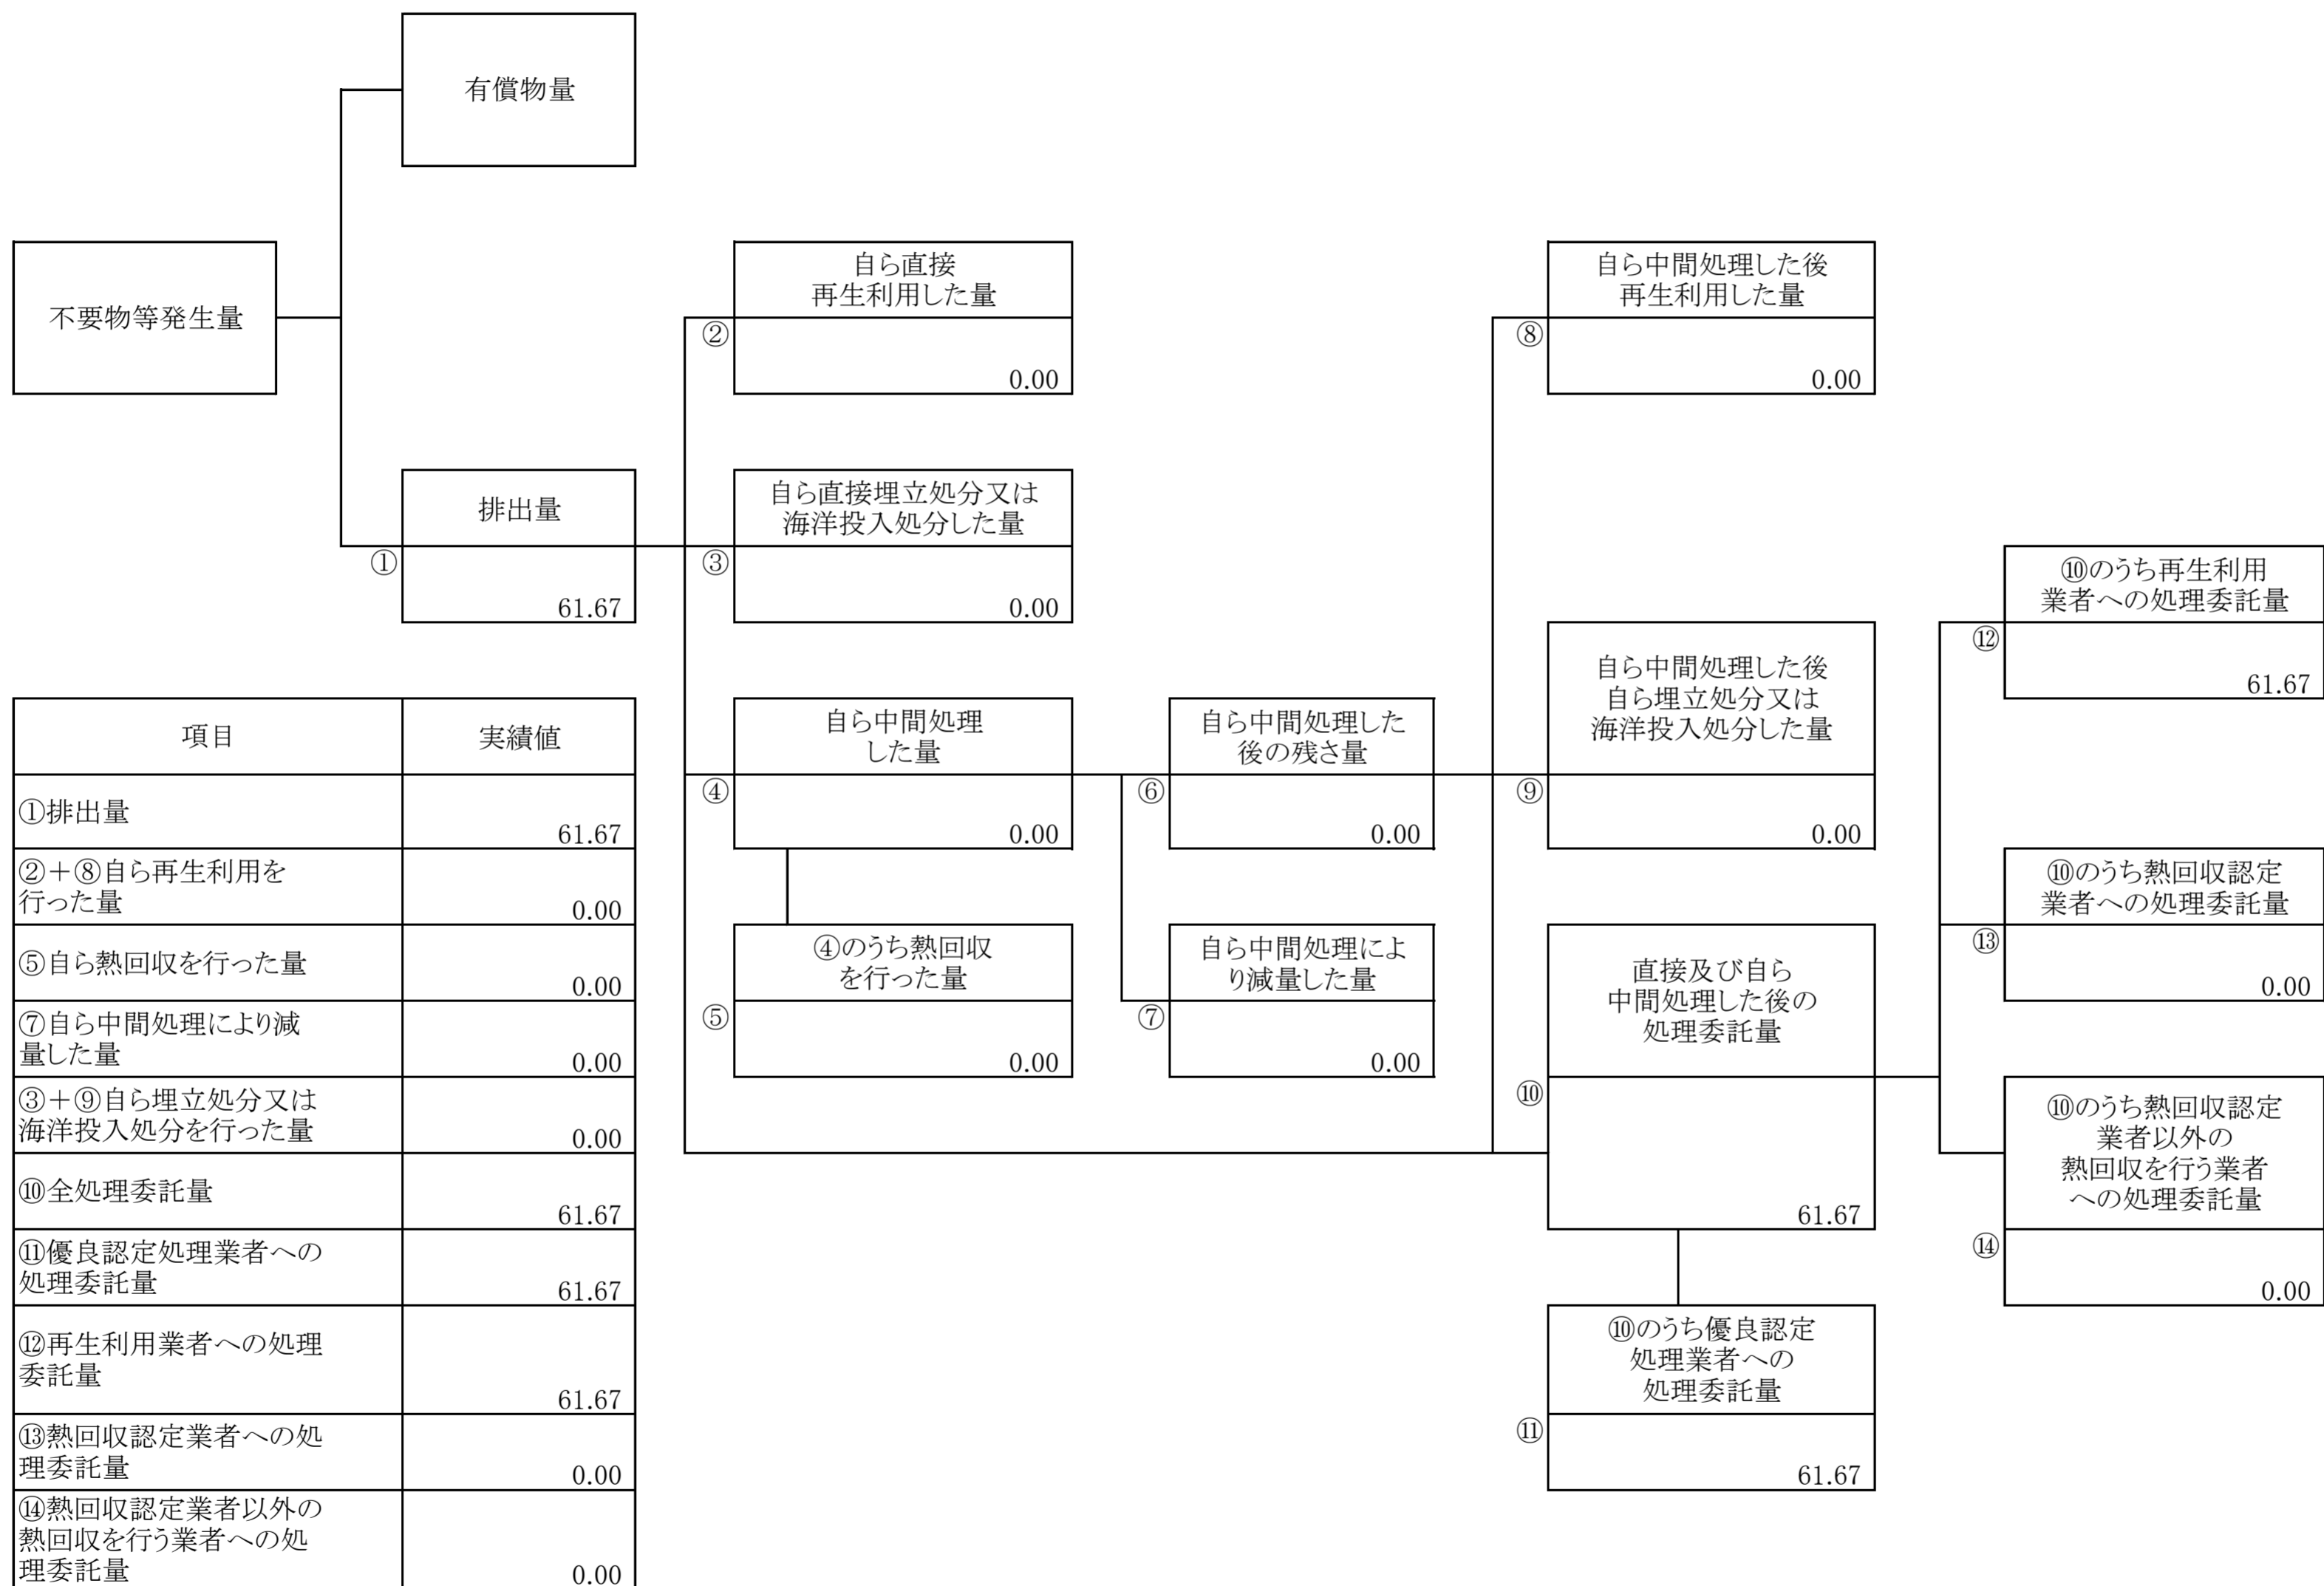 有償物量
不要物等発生量
自ら直接
再生利用した量
②
0.00
自ら中間処理した後
再生利用した量
⑧
0.00
排出量
①
61.67
自ら直接埋立処分又は
海洋投入処分した量
③
0.00
⑩のうち再生利用
業者への処理委託量
⑫
61.67
自ら中間処理
した量
④
0.00
自ら中間処理した
後の残さ量
⑥
0.00
自ら中間処理した後
自ら埋立処分又は
海洋投入処分した量
⑨
0.00
⑩のうち熱回収認定
業者への処理委託量
⑬
0.00
④のうち熱回収
を行った量
⑤
0.00
自ら中間処理によ
り減量した量
⑦
0.00
直接及び自ら
中間処理した後の
処理委託量
⑩
61.67
⑩のうち熱回収認定
業者以外の
熱回収を行う業者
への処理委託量
⑭
0.00
⑩のうち優良認定
処理業者への
処理委託量
⑪
61.67
項目
実績値
①排出量
61.67
②+⑧自ら再生利用を
行った量
0.00
⑤自ら熱回収を行った量
0.00
⑦自ら中間処理により減
量した量
0.00
③+⑨自ら埋立処分又は
海洋投入処分を行った量
0.00
⑩全処理委託量
61.67
⑪優良認定処理業者への
処理委託量
61.67
⑫再生利用業者への処理
委託量
61.67
⑬熱回収認定業者への処
理委託量
0.00
⑭熱回収認定業者以外の
熱回収を行う業者への処
理委託量
0.00